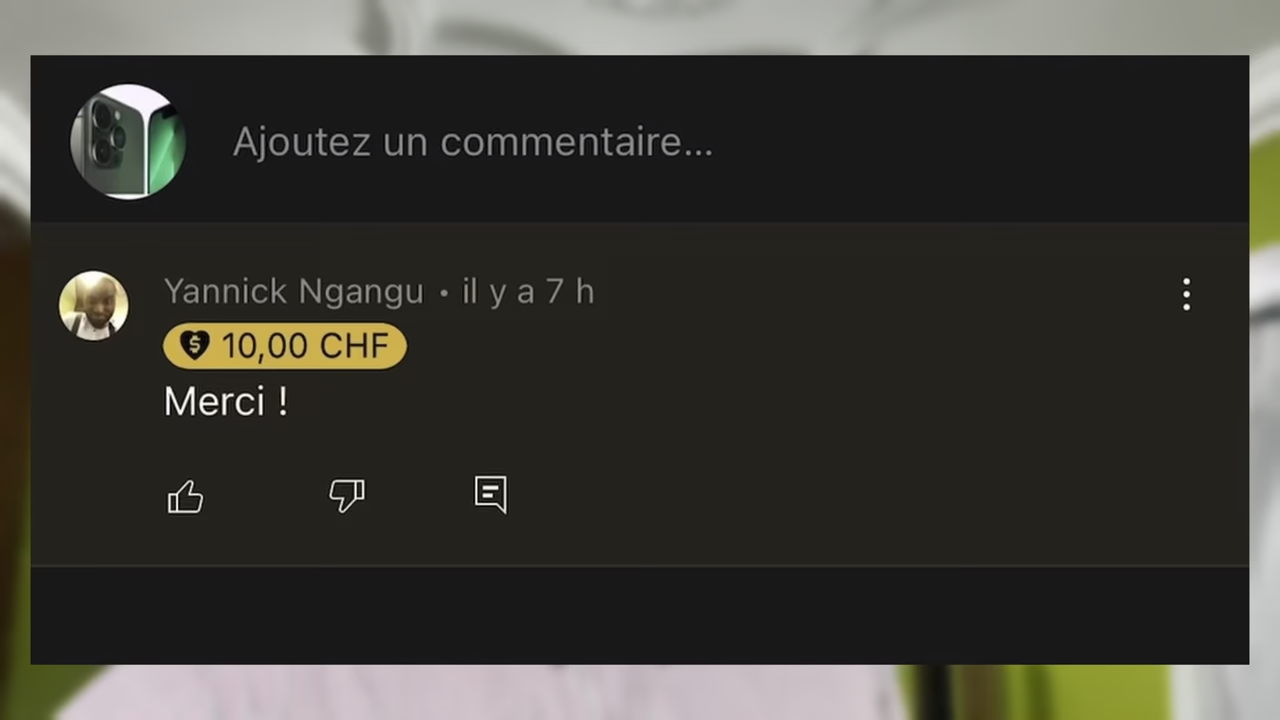 Ajoutez un commentaire...
Yannick Ngangu • il y a 7 h
10,00 CHF
Merci !